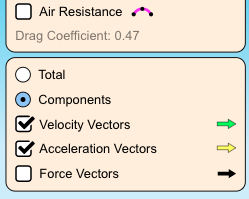 Air Resistance
Drag Coefficient: 0.47
Total
Components
Velocity Vectors
Acceleration Vectors
Force Vectors